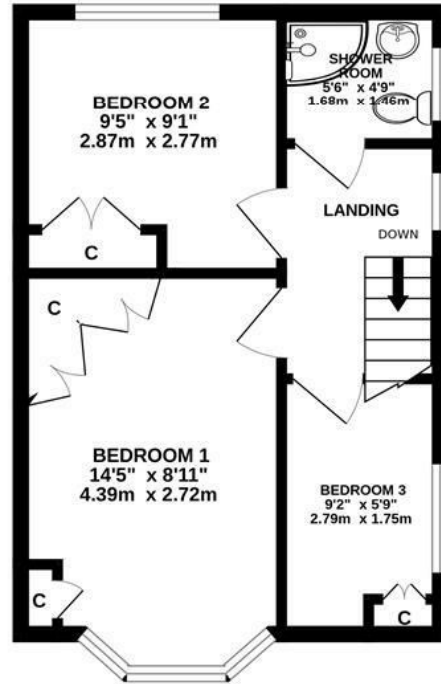 BEDROOM 2
9'5" x 9'1"
2.87m x 2.77m
SHOWER
ROOM
5'6" x 4'9"
1.68m x 1.46m
LANDING
DOWN
C
C
BEDROOM 1
14'5" x 8'11"
4.39m x 2.72m
BEDROOM 3
9'2" x 5'9"
2.79m x 1.75m
C
C